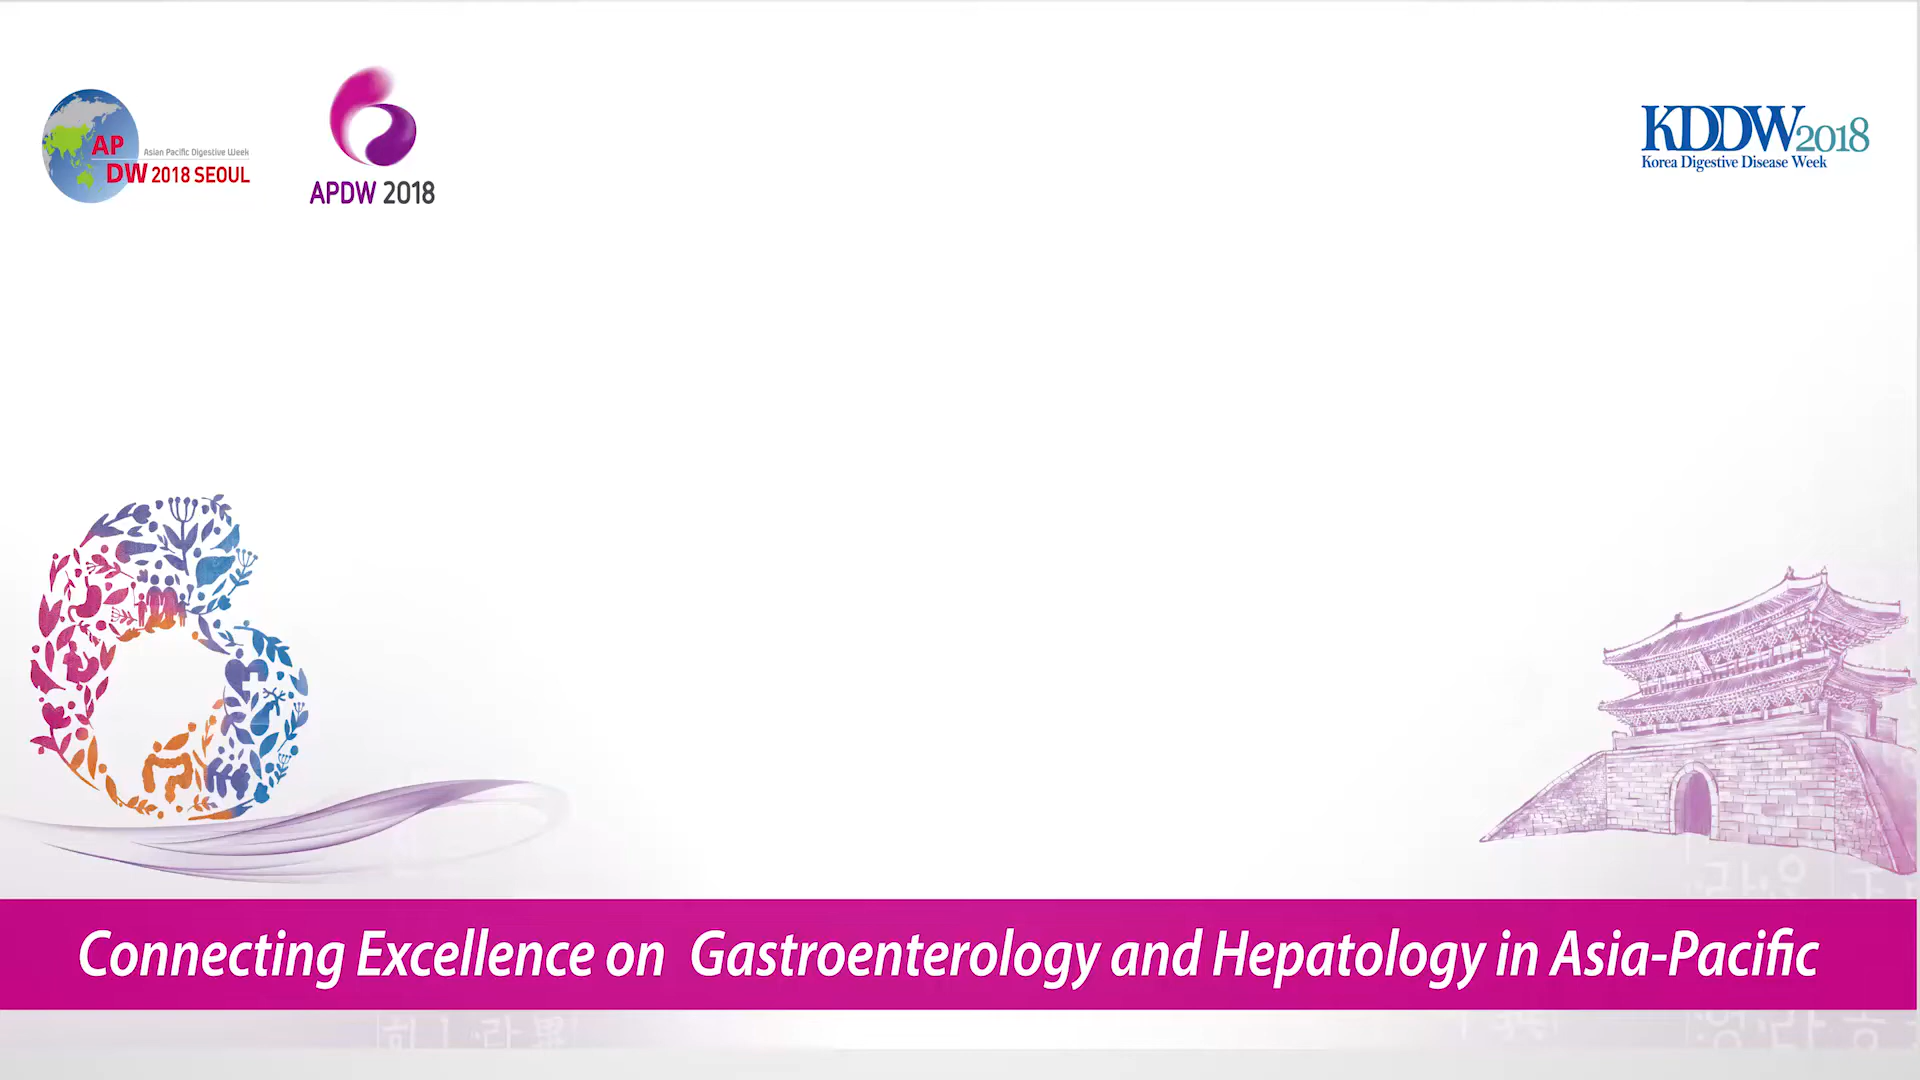 AP
Asian Pacific Digestive Week
DW 2018 SEOUL
APDW 2018
KDDW2018
Korea Digestive Disease Week
Connecting Excellence on Gastroenterology and Hepatology in Asia-Pacific